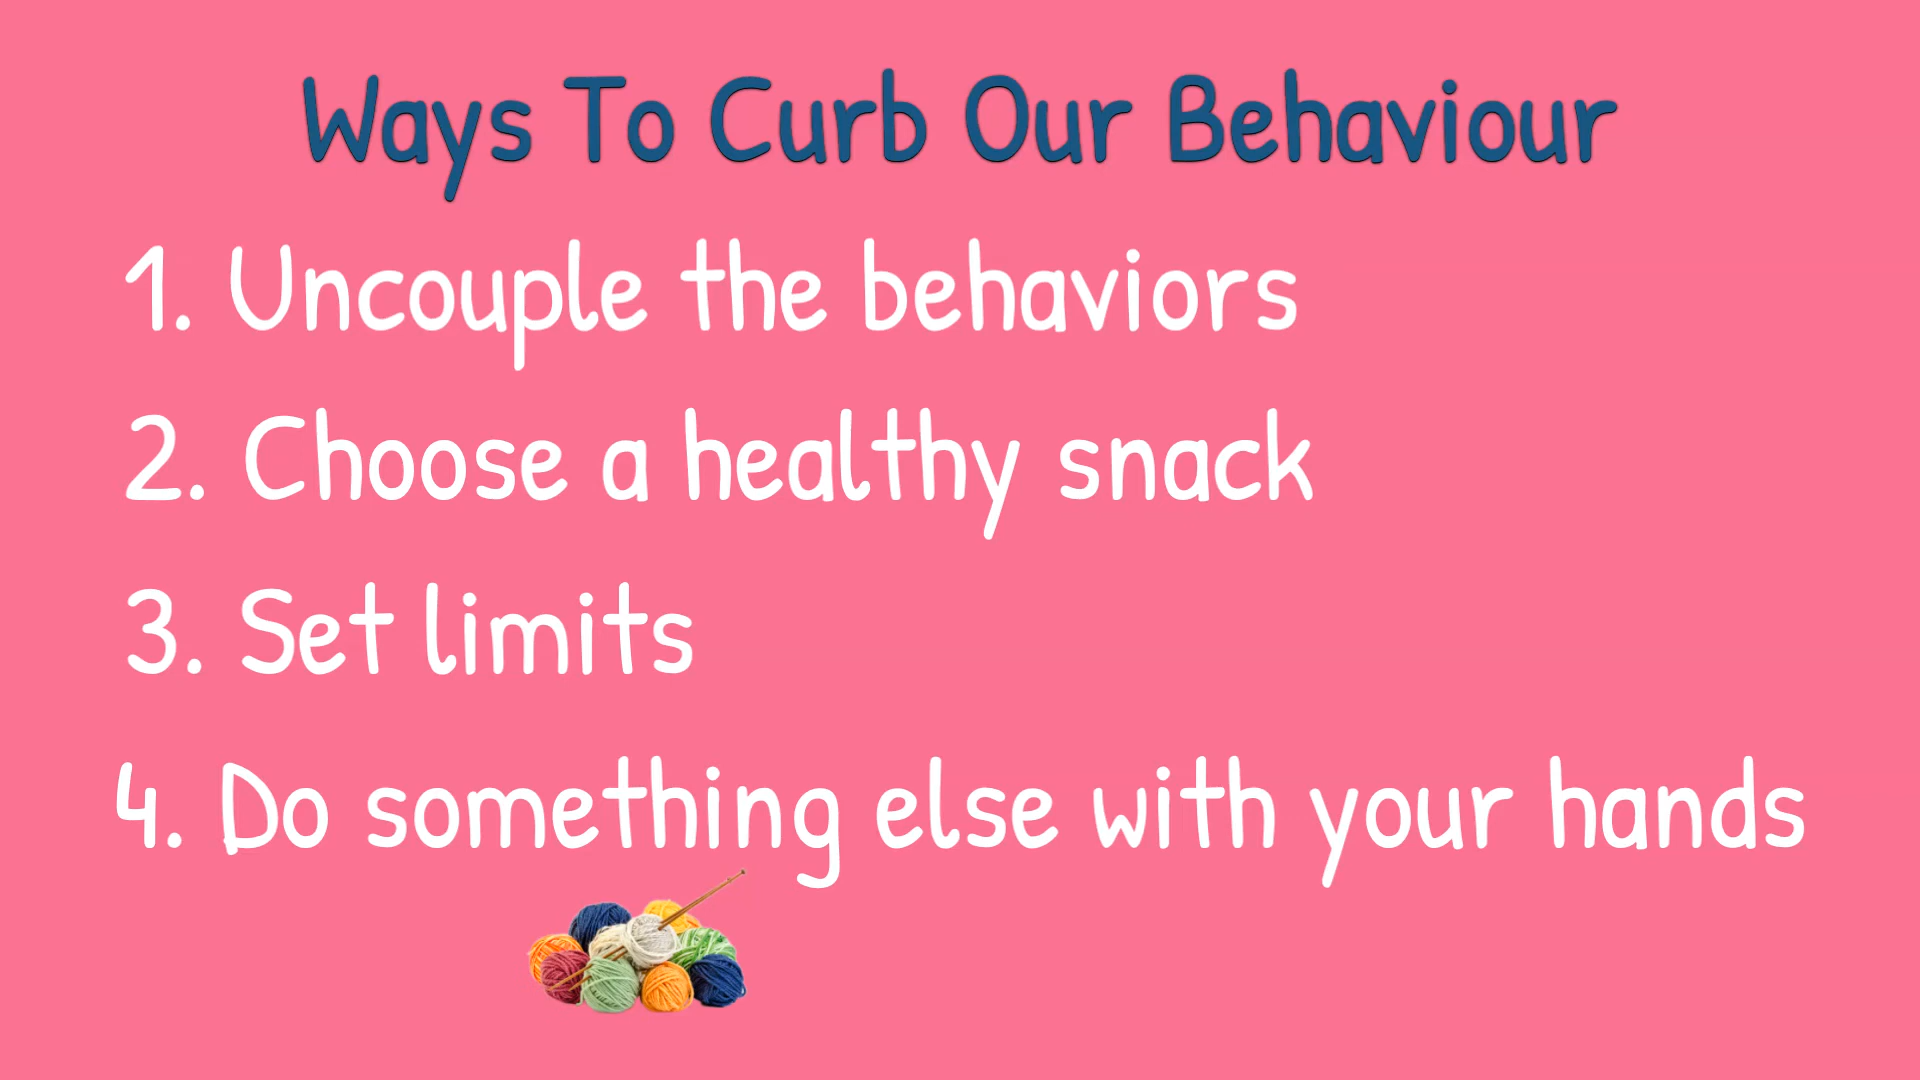 Ways To Curb Our Behaviour
1. Uncouple the behaviors
2. Choose a healthy snack
3. Set limits
4. Do something else with your hands